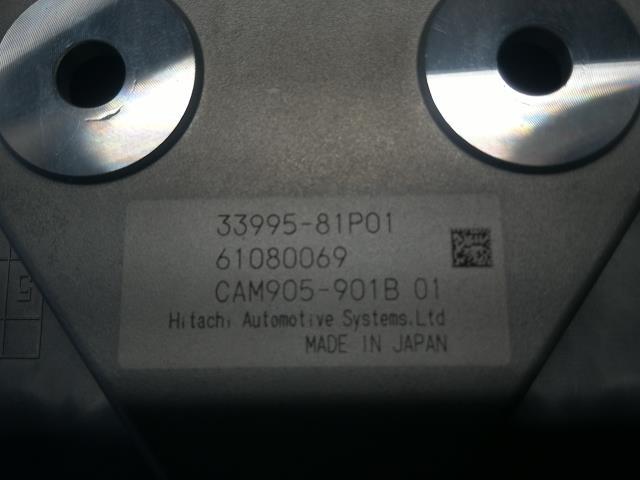 33995-81P01
61080069
CAM905-901B 01
Hitachi Automotive Systems.Ltd
MADE IN JAPAN